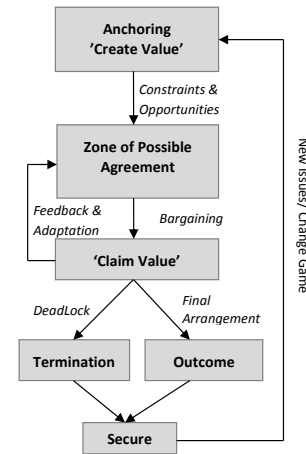 Anchoring
’Create Value’
Constraints &
Opportunities
Zone of Possible
Agreement
Feedback &
Adaptation
Bargaining
‘Claim Value’
DeadLock
Final
Arrangement
Termination
Outcome
Secure
New Issues/ Change Game